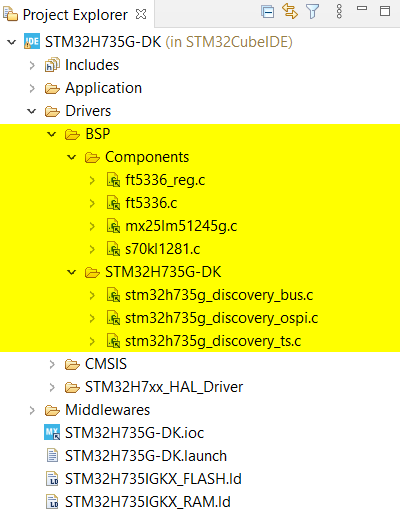 Project Explorer
STM32H735G-DK (in STM32CubeIDE)
Includes
Application
Drivers
BSP
Components
ft5336_reg.c
ft5336.c
mx25lm51245g.c
s70kl1281.c
STM32H735G-DK
stm32h735g_discovery_bus.c
stm32h735g_discovery_ospi.c
stm32h735g_discovery_ts.c
CMSIS
STM32H7xx_HAL_Driver
Middlewares
STM32H735G-DK.ioc
STM32H735G-DK.launch
STM32H735IGKX_FLASH.ld
STM32H735IGKX_RAM.ld